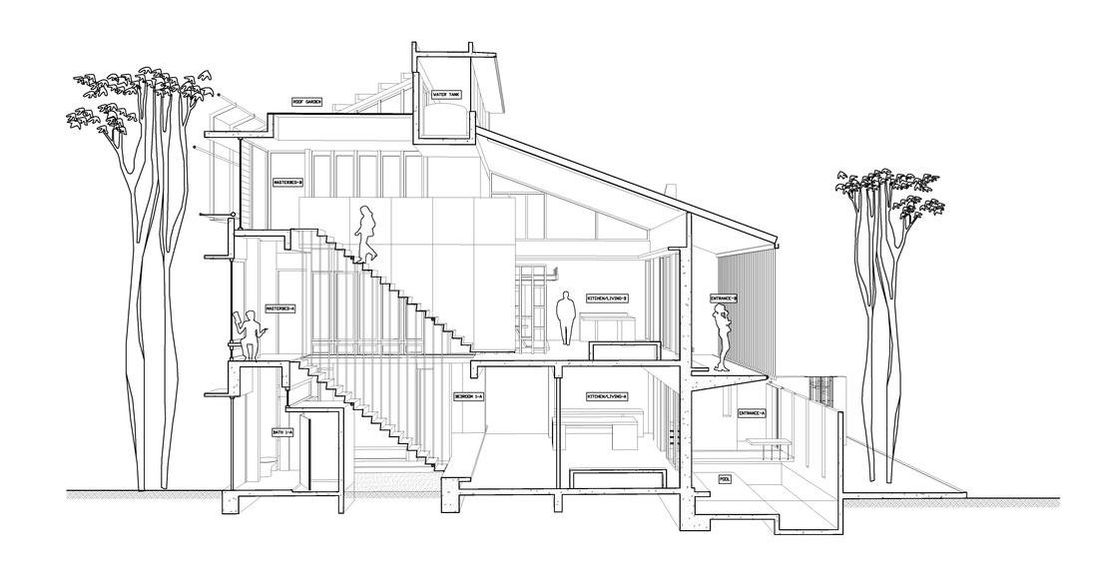 WATER TANK
ROOF GARDEN
MASTERBED-B
KITCHEN/LIVING-B
ENTRANCE-B
MASTERBED-A
BEDROOM 1-A
KITCHEN/LIVING-A
ENTRANCE-A
BATH 1-A
POOL